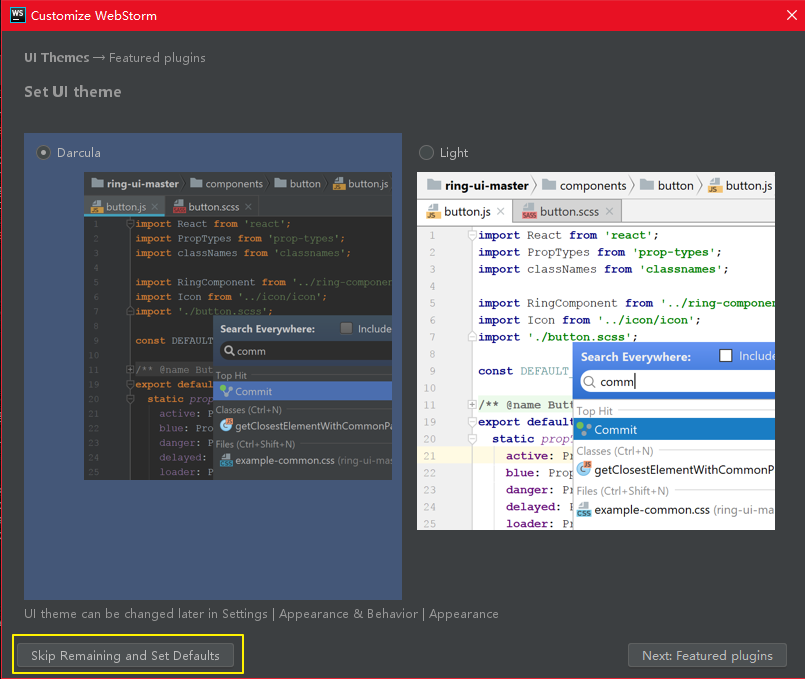 WS Customize WebStorm
UI Themes → Featured plugins
Set UI theme
Darcula
ring-ui-master components button button.js
button.js button.scss
1 import React from 'react';
2 import PropTypes from 'prop-types';
3 import classNames from 'classnames';
4
5 import RingComponent from '../ring-componen
6 import Icon from '../icon/icon';
7 import './button.scss';
8
9 const DEFAULT
10
11 /** @name But
19 export defaul
20 static prop
21 active: P
22 blue: Pro
23 danger: P
24 delayed:
25 loader: P
Search Everywhere: Include
comm
Top Hit
Commit
Classes (Ctrl+N)
getClosestElementWithCommonPa
Files (Ctrl+Shift+N)
example-common.css (ring-ui-mas
Light
ring-ui-master components button button.js
JS button.js SASS button.scss
1 import React from 'react';
2 import PropTypes from 'prop-types';
3 import classNames from 'classnames';
4
5 import RingComponent from '../ring-componen
6 import Icon from '../icon/icon';
7 import './button.scss';
8
9 const DEFAULT_
10
11 /** @name Butt
19 export default
20 static propT
21 active: Pr
22 blue: Prop
23 danger: Pr
24 delayed: P
25 loader: Pr
Search Everywhere: Include
comm
Top Hit
Commit
Classes (Ctrl+N)
getClosestElementWithCommonP
Files (Ctrl+Shift+N)
CSS example-common.css (ring-ui-ma
UI theme can be changed later in Settings | Appearance & Behavior | Appearance
Skip Remaining and Set Defaults
Next: Featured plugins